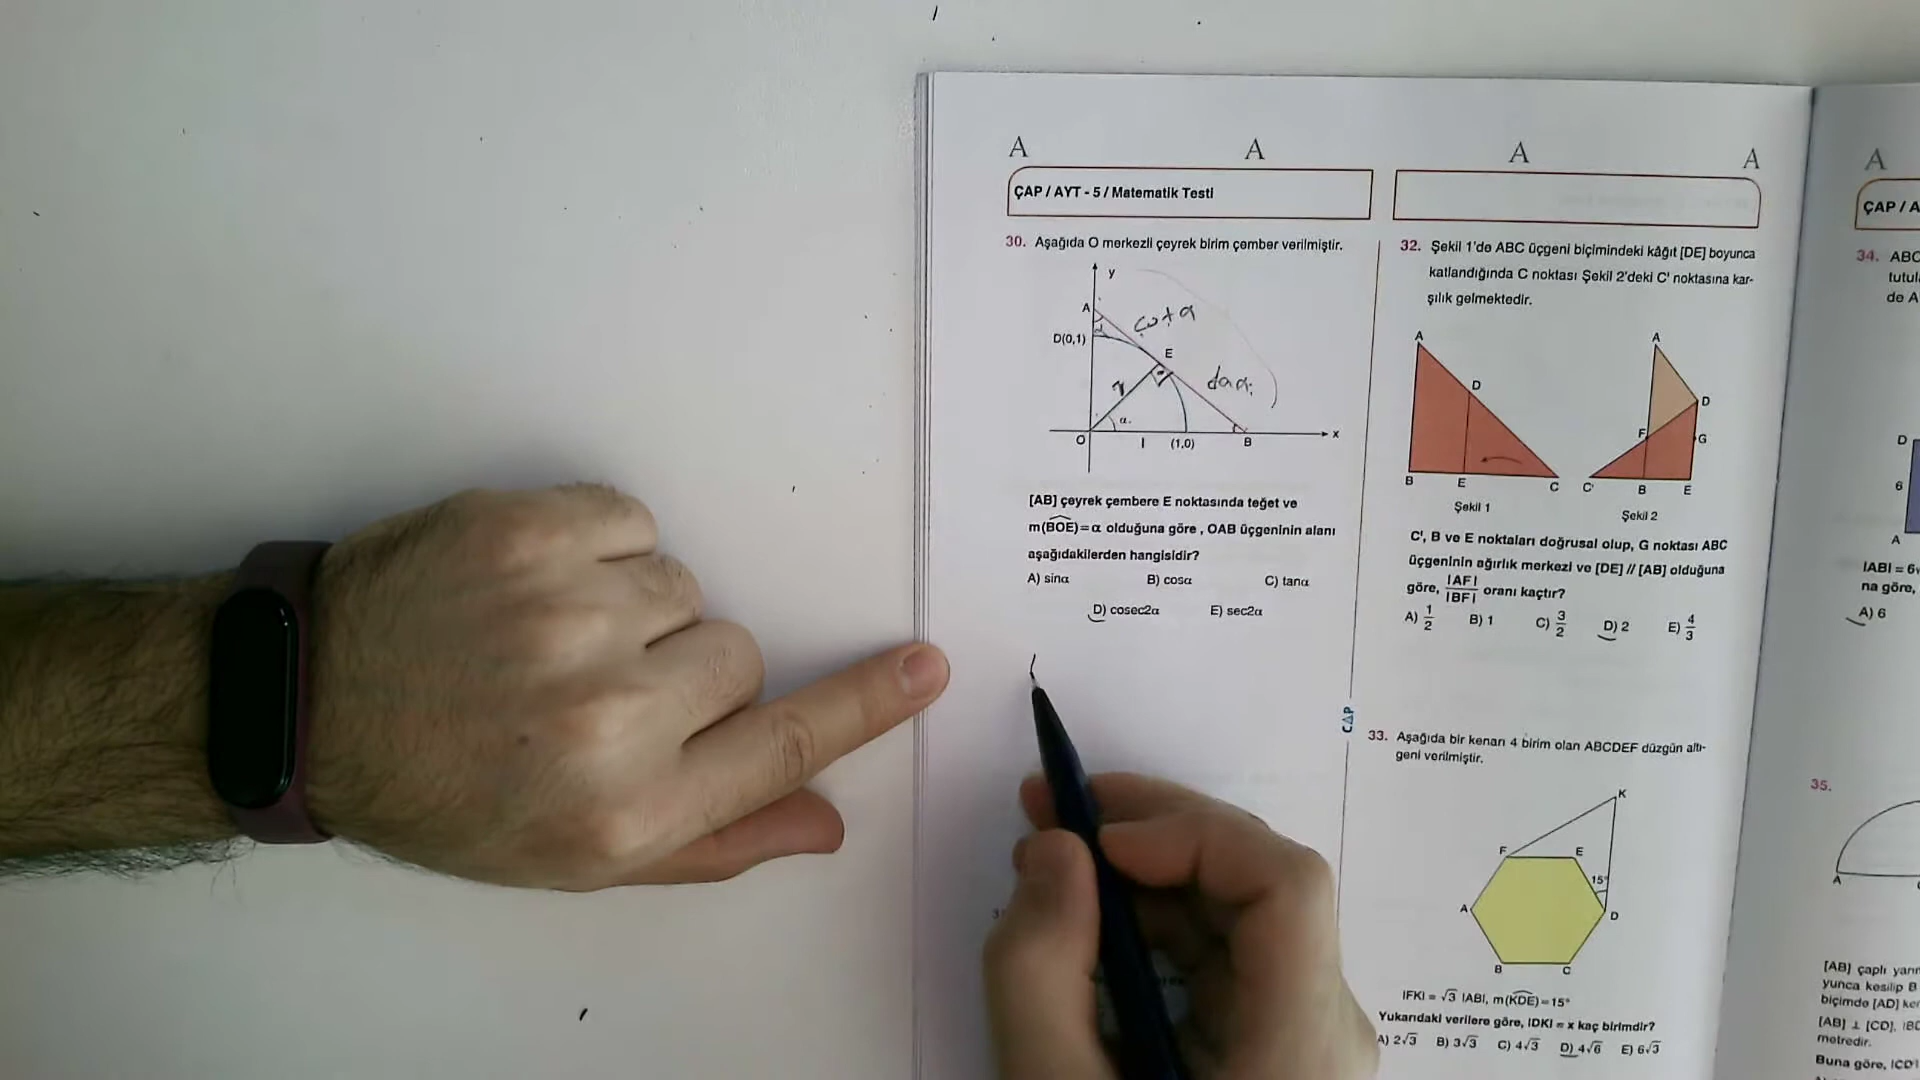 A A A A A
ÇAP / AYT - 5 / Matematik Testi
30. Aşağıda O merkezli çeyrek birim çember verilmiştir.
y
A
cot α
D(0,1)
E
1
tan α
α
α
O
1
(1,0)
B
x
[AB] çeyrek çembere E noktasında teğet ve
m(BOE) = α olduğuna göre , OAB üçgeninin alanı
aşağıdakilerden hangisidir?
A) sinα B) cosα C) tanα
D) cosec2α E) sec2α
32. Şekil 1'de ABC üçgeni biçimindeki kâğıt [DE] boyunca
katlandığında C noktası Şekil 2'deki C' noktasına kar-
şılık gelmektedir.
A
D
B E C
Şekil 1
A
D
F
G
C' B E
Şekil 2
C', B ve E noktaları doğrusal olup, G noktası ABC
üçgeninin ağırlık merkezi ve [DE] // [AB] olduğuna
göre, |AF| / |BF| oranı kaçtır?
A) 1/2 B) 1 C) 3/2 D) 2 E) 4/3
ÇAP
33. Aşağıda bir kenarı 4 birim olan ABCDEF düzgün altı-
geni verilmiştir.
K
F E
15°
A D
B C
|FK| = √3 |AB|, m(KDE) = 15°
Yukarıdaki verilere göre, |DK| = x kaç birimdir?
A) 2√3 B) 3√3 C) 4√3 D) 4√6 E) 6√3
ÇAP / A
34. ABC
tutul
de A
D
6
A
|AB| = 6
na göre,
A) 6
35.
A
[AB] çaplı yarı
yunca kesilip B
biçimde [AD] ke
[AB] ⊥ [CD],
metredir.
Buna göre, |CD|